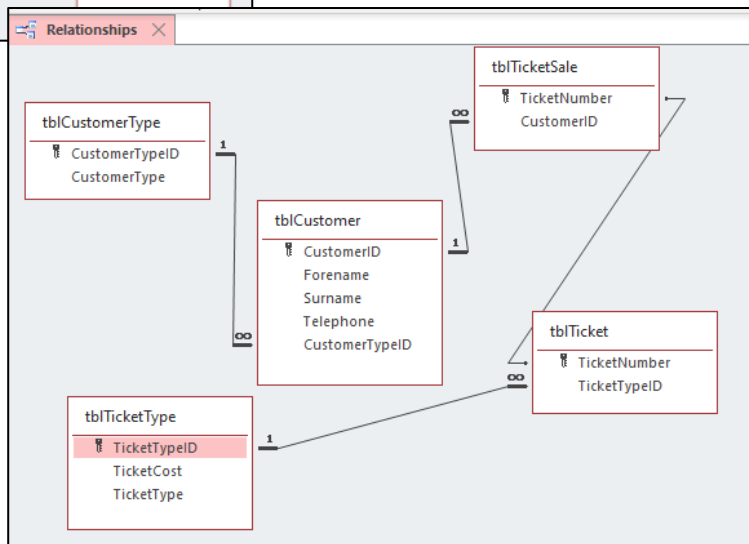 Relationships
tblCustomerType
CustomerTypeID
CustomerType
1
∞
tblCustomer
CustomerID
Forename
Surname
Telephone
CustomerTypeID
1
∞
tblTicketSale
TicketNumber
CustomerID
tblTicket
TicketNumber
TicketTypeID
∞
1
tblTicketType
TicketTypeID
TicketCost
TicketType